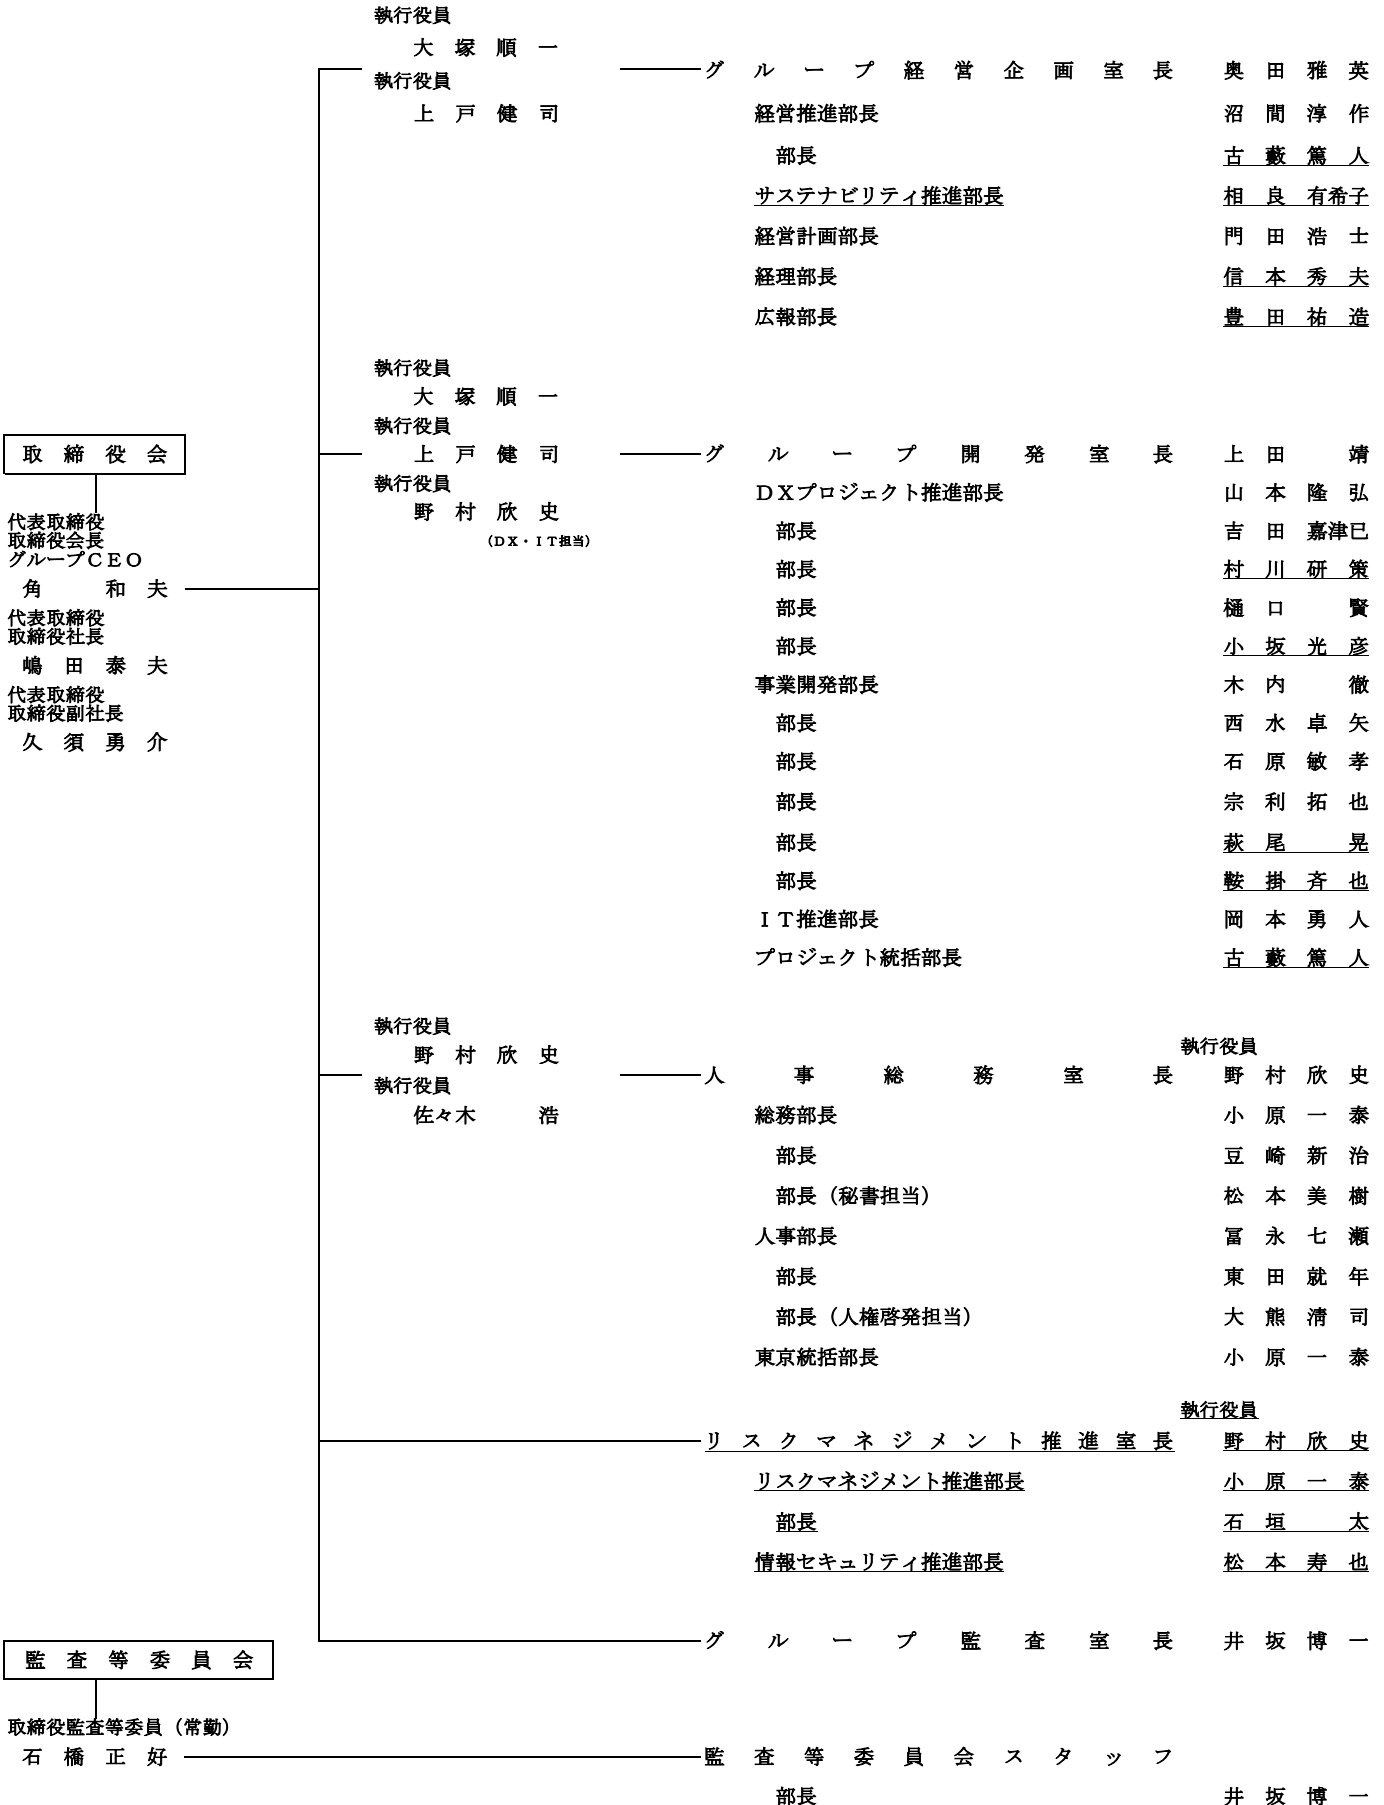 取締役会
代表取締役
取締役会長
グループＣＥＯ
角 和夫
代表取締役
取締役社長
嶋田泰夫
代表取締役
取締役副社長
久須勇介
執行役員
大塚順一
執行役員
上戸健司
グループ経営企画室長 奥田雅英
経営推進部長 沼間淳作
部長 古藪篤人
サステナビリティ推進部長 相良有希子
経営計画部長 門田浩士
経理部長 信本秀夫
広報部長 豊田祐造
執行役員
大塚順一
執行役員
上戸健司
執行役員
野村欣史
（ＤＸ・ＩＴ担当）
グループ開発室長 上田 靖
ＤＸプロジェクト推進部長 山本隆弘
部長 吉田嘉津巳
部長 村川研策
部長 樋口 賢
部長 小坂光彦
事業開発部長 木内 徹
部長 西水卓矢
部長 石原敏孝
部長 宗利拓也
部長 萩尾 晃
部長 鞍掛斉也
ＩＴ推進部長 岡本勇人
プロジェクト統括部長 古藪篤人
執行役員
野村欣史
執行役員
佐々木 浩
執行役員
人事総務室長 野村欣史
総務部長 小原一泰
部長 豆崎新治
部長（秘書担当） 松本美樹
人事部長 冨永七瀬
部長 東田就年
部長（人権啓発担当） 大熊清司
東京統括部長 小原一泰
執行役員
リスクマネジメント推進室長 野村欣史
リスクマネジメント推進部長 小原一泰
部長 石垣 太
情報セキュリティ推進部長 松本寿也
グループ監査室長 井坂博一
監査等委員会
取締役監査等委員（常勤）
石橋正好
監査等委員会スタッフ
部長 井坂博一